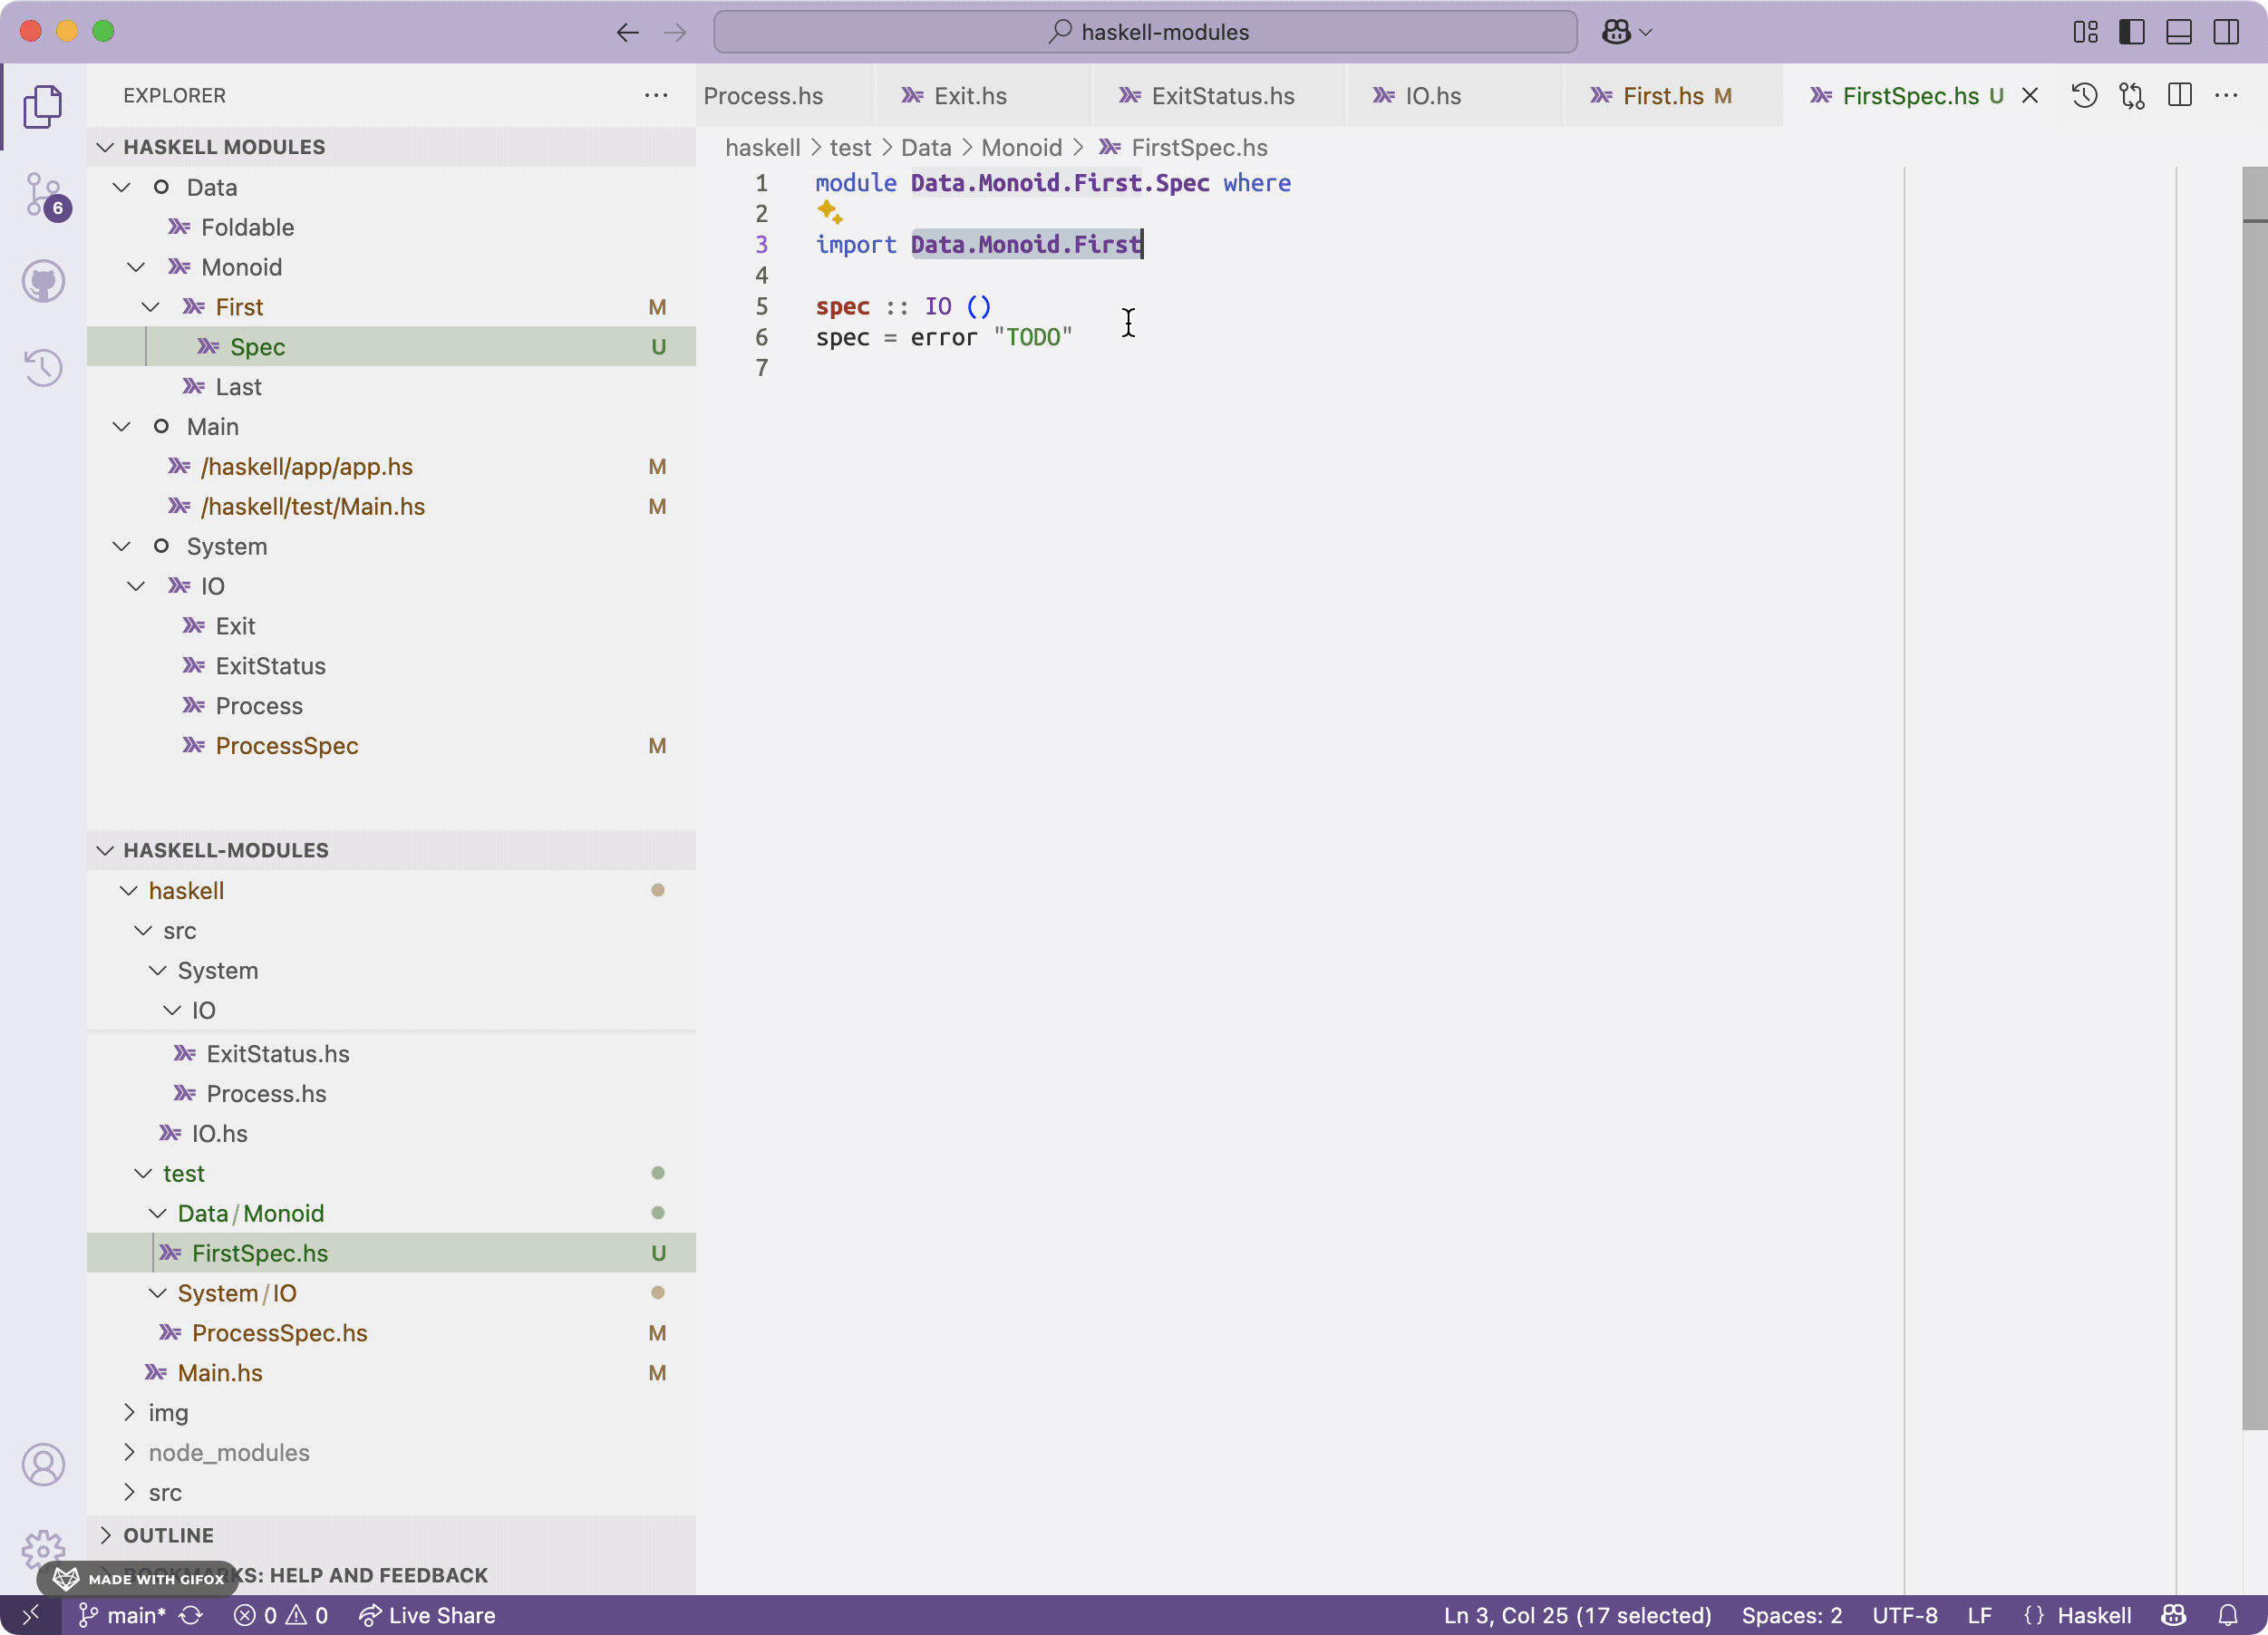 haskell-modules
EXPLORER
Process.hs
Exit.hs
ExitStatus.hs
IO.hs
First.hs M
FirstSpec.hs U
haskell > test > Data > Monoid > FirstSpec.hs
HASKELL MODULES
Data
Foldable
Monoid
First M
Spec U
Last
Main
/haskell/app/app.hs M
/haskell/test/Main.hs M
System
IO
Exit
ExitStatus
Process
ProcessSpec M
HASKELL-MODULES
haskell
src
System
IO
ExitStatus.hs
Process.hs
IO.hs
test
Data/Monoid
FirstSpec.hs U
System/IO
ProcessSpec.hs M
Main.hs M
img
node_modules
src
OUTLINE
KS: HELP AND FEEDBACK
MADE WITH GIFOX
6
1 module Data.Monoid.First.Spec where
2
3 import Data.Monoid.First
4
5 spec :: IO ()
6 spec = error "TODO"
7
main* 0 0 Live Share
Ln 3, Col 25 (17 selected) Spaces: 2 UTF-8 LF {} Haskell